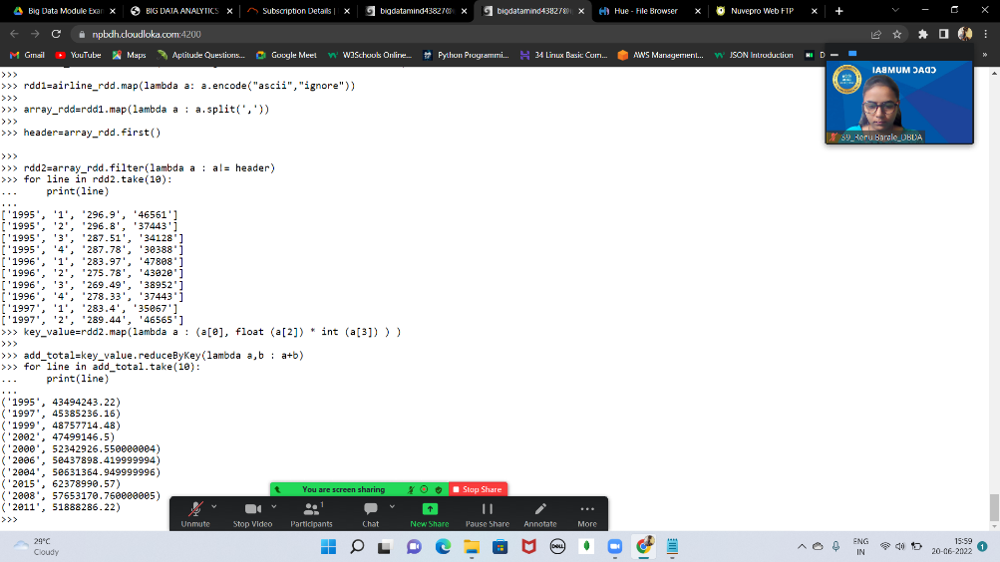 Big Data Module Exam
BIG DATA ANALYTICS
Subscription Details |
bigdatamind43827@n
bigdatamind43827@n
Hue - File Browser
Nuvepro Web FTP
npbdh.cloudloka.com:4200
Gmail
YouTube
Maps
Aptitude Questions...
Google Meet
W3Schools Online...
Python Programmi...
34 Linux Basic Com...
AWS Management...
JSON Introduction
CDAC MUMBAI
39_Renu Barale_DBDA
>>>
>>> rdd1=airline_rdd.map(lambda a: a.encode("ascii","ignore"))
>>>
>>> array_rdd=rdd1.map(lambda a : a.split(','))
>>>
>>> header=array_rdd.first()
>>>
>>> rdd2=array_rdd.filter(lambda a : a!= header)
>>> for line in rdd2.take(10):
... print(line)
...
['1995', '1', '296.9', '46561']
['1995', '2', '296.8', '37443']
['1995', '3', '287.51', '34128']
['1995', '4', '287.78', '30388']
['1996', '1', '283.97', '47808']
['1996', '2', '275.78', '43020']
['1996', '3', '269.49', '38952']
['1996', '4', '278.33', '37443']
['1997', '1', '283.4', '35067']
['1997', '2', '289.44', '46565']
>>> key_value=rdd2.map(lambda a : (a[0], float (a[2]) * int (a[3]) ) )
>>>
>>> add_total=key_value.reduceByKey(lambda a,b : a+b)
>>> for line in add_total.take(10):
... print(line)
...
('1995', 43494243.22)
('1997', 45385236.16)
('1999', 48757714.48)
('2002', 47499146.5)
('2000', 52342926.550000004)
('2006', 50437898.419999994)
('2004', 50631364.949999996)
('2015', 62378990.57)
('2008', 57653170.760000005)
('2011', 51888286.22)
>>>
You are screen sharing
Stop Share
Unmute
Stop Video
1
Participants
Chat
New Share
Pause Share
Annotate
More
29°C
Cloudy
DELL
ENG
IN
15:59
20-06-2022
1